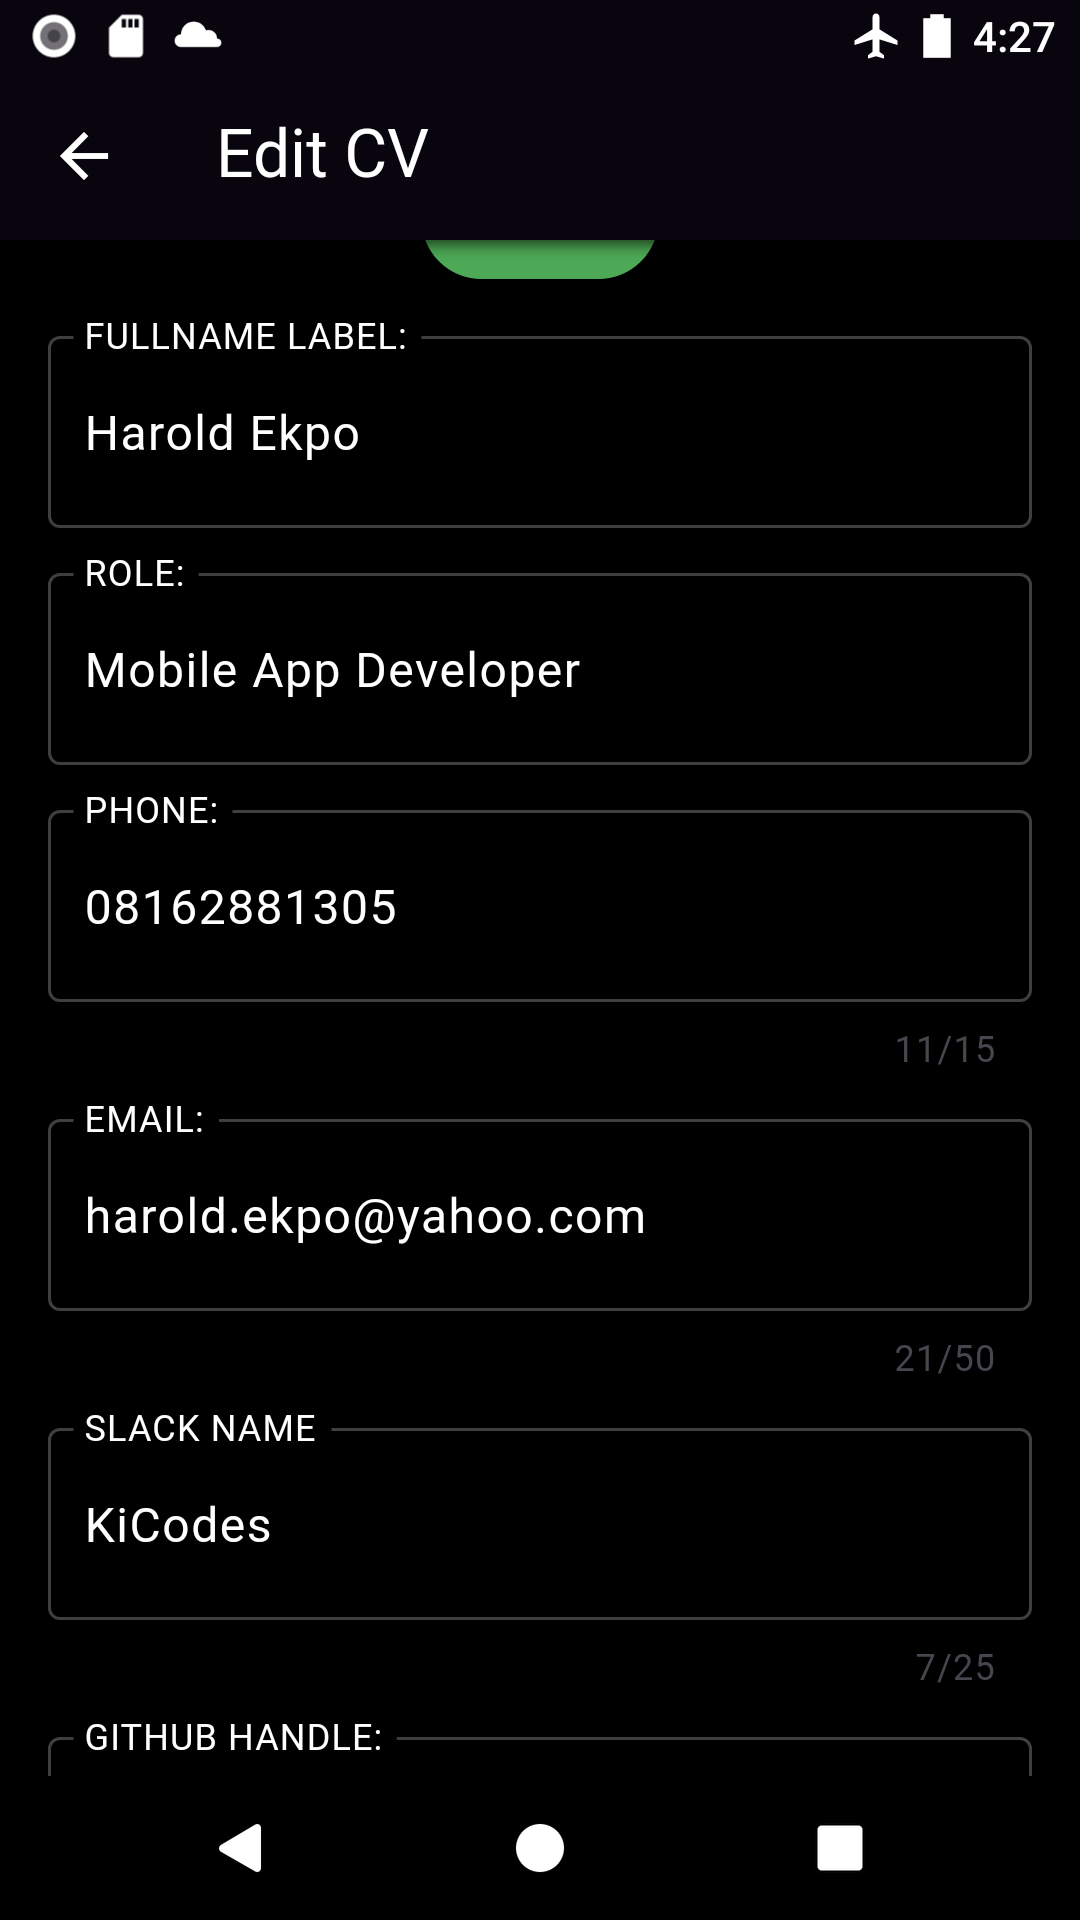 4:27
Edit CV
FULLNAME LABEL:
Harold Ekpo
ROLE:
Mobile App Developer
PHONE:
08162881305
11/15
EMAIL:
harold.ekpo@yahoo.com
21/50
SLACK NAME
KiCodes
7/25
GITHUB HANDLE: